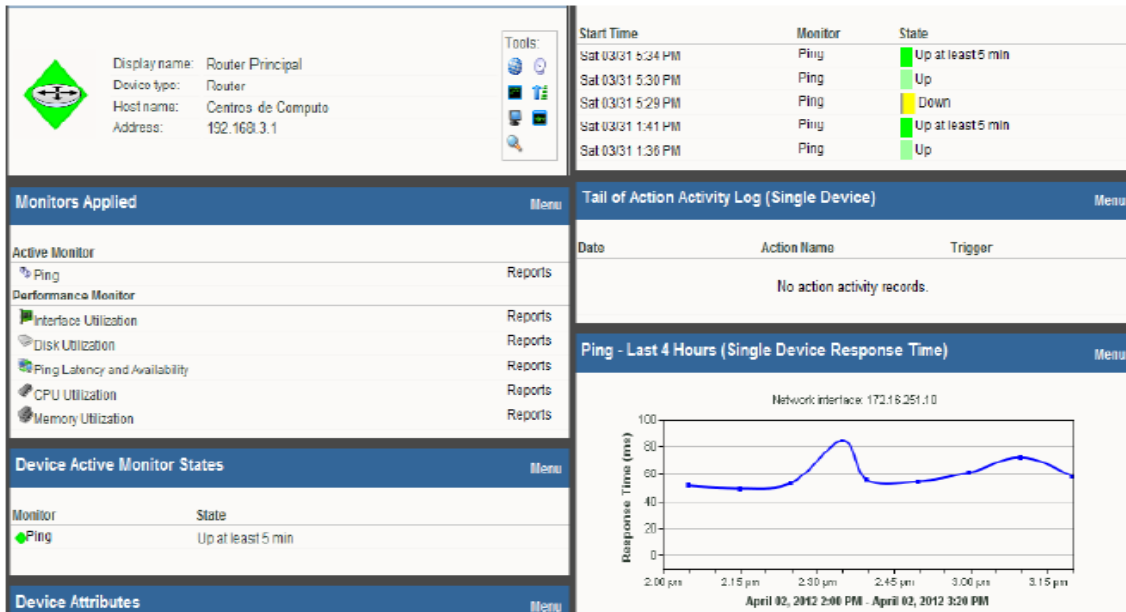 Display name: Router Principal
Device type: Router
Host name: Centros de Computo
Address: 192.168.3.1
Tools:
Monitors Applied Menu
Active Monitor
Ping Reports
Performance Monitor
Interface Utilization Reports
Disk Utilization Reports
Ping Latency and Availability Reports
CPU Utilization Reports
Memory Utilization Reports
Device Active Monitor States Menu
Monitor State
Ping Up at least 5 min
Device Attributes Menu
Start Time Monitor State
Sat 03/31 5:34 PM Ping Up at least 5 min
Sat 03/31 5:30 PM Ping Up
Sat 03/31 5:29 PM Ping Down
Sat 03/31 1:41 PM Ping Up at least 5 min
Sat 03/31 1:36 PM Ping Up
Tail of Action Activity Log (Single Device) Menu
Date Action Name Trigger
No action activity records.
Ping - Last 4 Hours (Single Device Response Time) Menu
Network interface: 172.16.251.10
Response Time (ms)
100
80
60
40
20
0
2:00 pm 2:15 pm 2:30 pm 2:45 pm 3:00 pm 3:15 pm
April 02, 2012 2:00 PM - April 02, 2012 3:20 PM